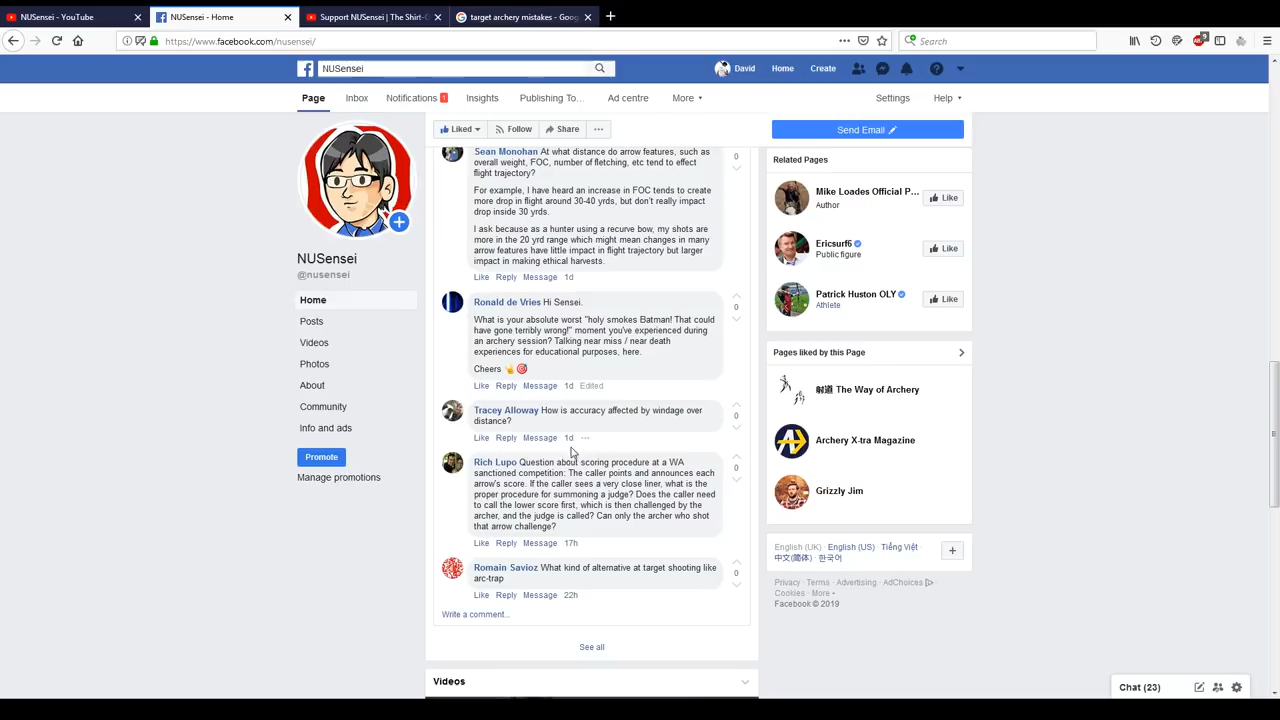 NUSensei - YouTube
NUSensei - Home
Support NUSensei | The Shirt-C
target archery mistakes - Goog
https://www.facebook.com/nusensei/
Search
9
NUSensei
David
Home
Create
Page
Inbox
Notifications 1
Insights
Publishing To...
Ad centre
More
Settings
Help
Liked
Follow
Share
Send Email
NUSensei
@nusensei
Home
Posts
Videos
Photos
About
Community
Info and ads
Promote
Manage promotions
Sean Monohan At what distance do arrow features, such as
overall weight, FOC, number of fletching, etc tend to effect
flight trajectory?
For example, I have heard an increase in FOC tends to create
more drop in flight around 30-40 yrds, but don't really impact
drop inside 30 yrds.
I ask because as a hunter using a recurve bow, my shots are
more in the 20 yrd range which might mean changes in many
arrow features have little impact in flight trajectory but larger
impact in making ethical harvests.
0
Like Reply Message 1d
Ronald de Vries Hi Sensei.
What is your absolute worst "holy smokes Batman! That could
have gone terribly wrong!" moment you've experienced during
an archery session? Talking near miss / near death
experiences for educational purposes, here.
Cheers 🤟🎯
0
Like Reply Message 1d Edited
Tracey Alloway How is accuracy affected by windage over
distance?
0
Like Reply Message 1d ...
Rich Lupo Question about scoring procedure at a WA
sanctioned competition: The caller points and announces each
arrow's score. If the caller sees a very close liner, what is the
proper procedure for summoning a judge? Does the caller need
to call the lower score first, which is then challenged by the
archer, and the judge is called? Can only the archer who shot
that arrow challenge?
0
Like Reply Message 17h
Romain Savioz What kind of alternative at target shooting like
arc-trap
0
Like Reply Message 22h
Write a comment...
See all
Videos
Related Pages
Mike Loades Official P...
Author
Like
Ericsurf6
Public figure
Like
Patrick Huston OLY
Athlete
Like
Pages liked by this Page
射道 The Way of Archery
Archery X-tra Magazine
Grizzly Jim
English (UK) · English (US) · Tiếng Việt ·
中文(简体) · 한국어
Privacy · Terms · Advertising · AdChoices ·
Cookies · More
Facebook © 2019
Chat (23)